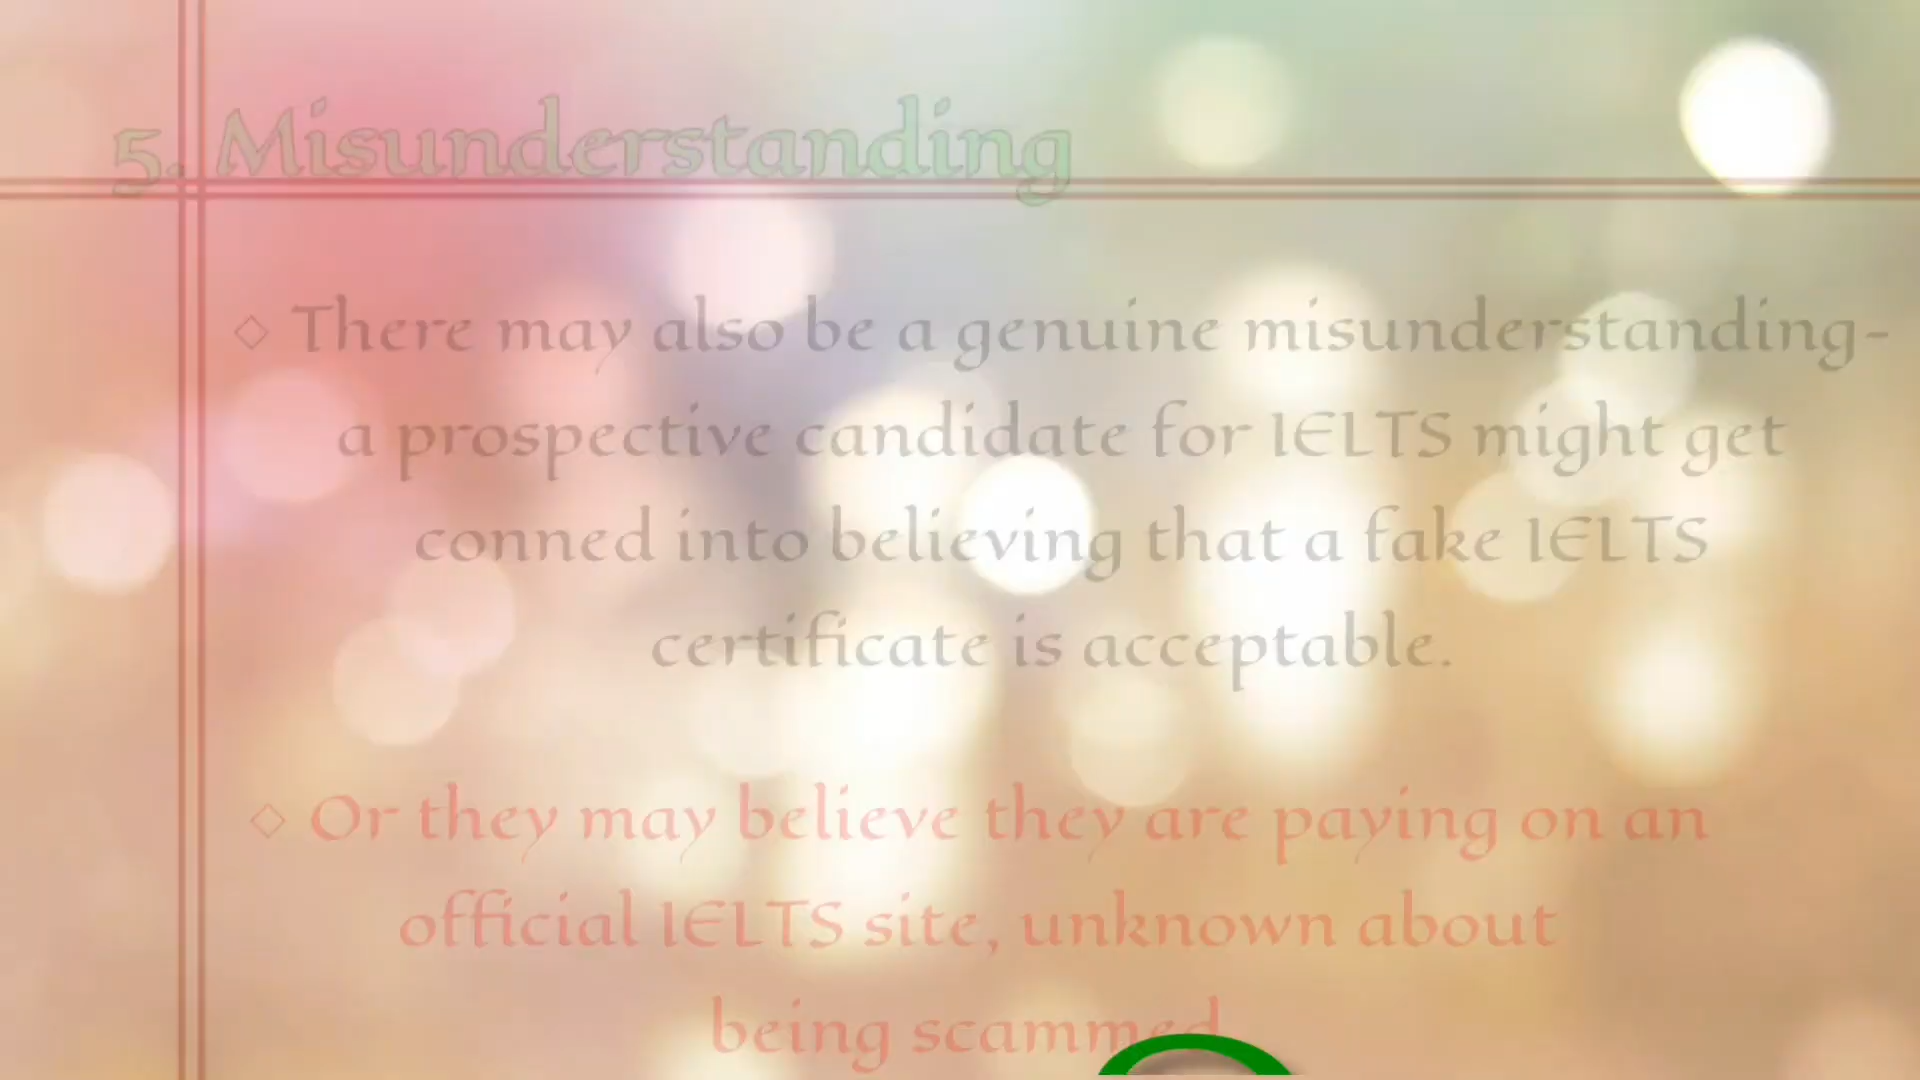 5. Misunderstanding
◇ There may also be a genuine misunderstanding-
a prospective candidate for IELTS might get
conned into believing that a fake IELTS
certificate is acceptable.
◇ Or they may believe they are paying on an
official IELTS site, unknown about
being scammed